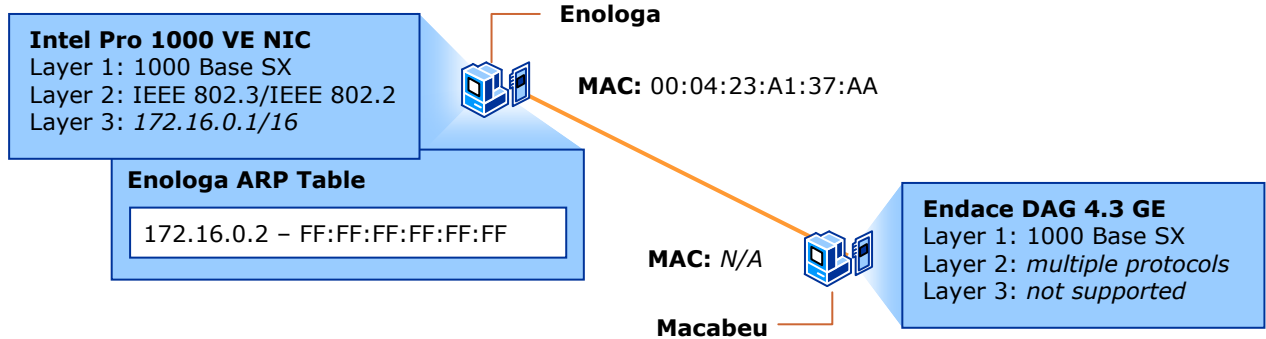 Enologa
Intel Pro 1000 VE NIC
Layer 1: 1000 Base SX
Layer 2: IEEE 802.3/IEEE 802.2
Layer 3: 172.16.0.1/16
MAC: 00:04:23:A1:37:AA
Enologa ARP Table
172.16.0.2 – FF:FF:FF:FF:FF:FF
Endace DAG 4.3 GE
Layer 1: 1000 Base SX
Layer 2: multiple protocols
Layer 3: not supported
MAC: N/A
Macabeu